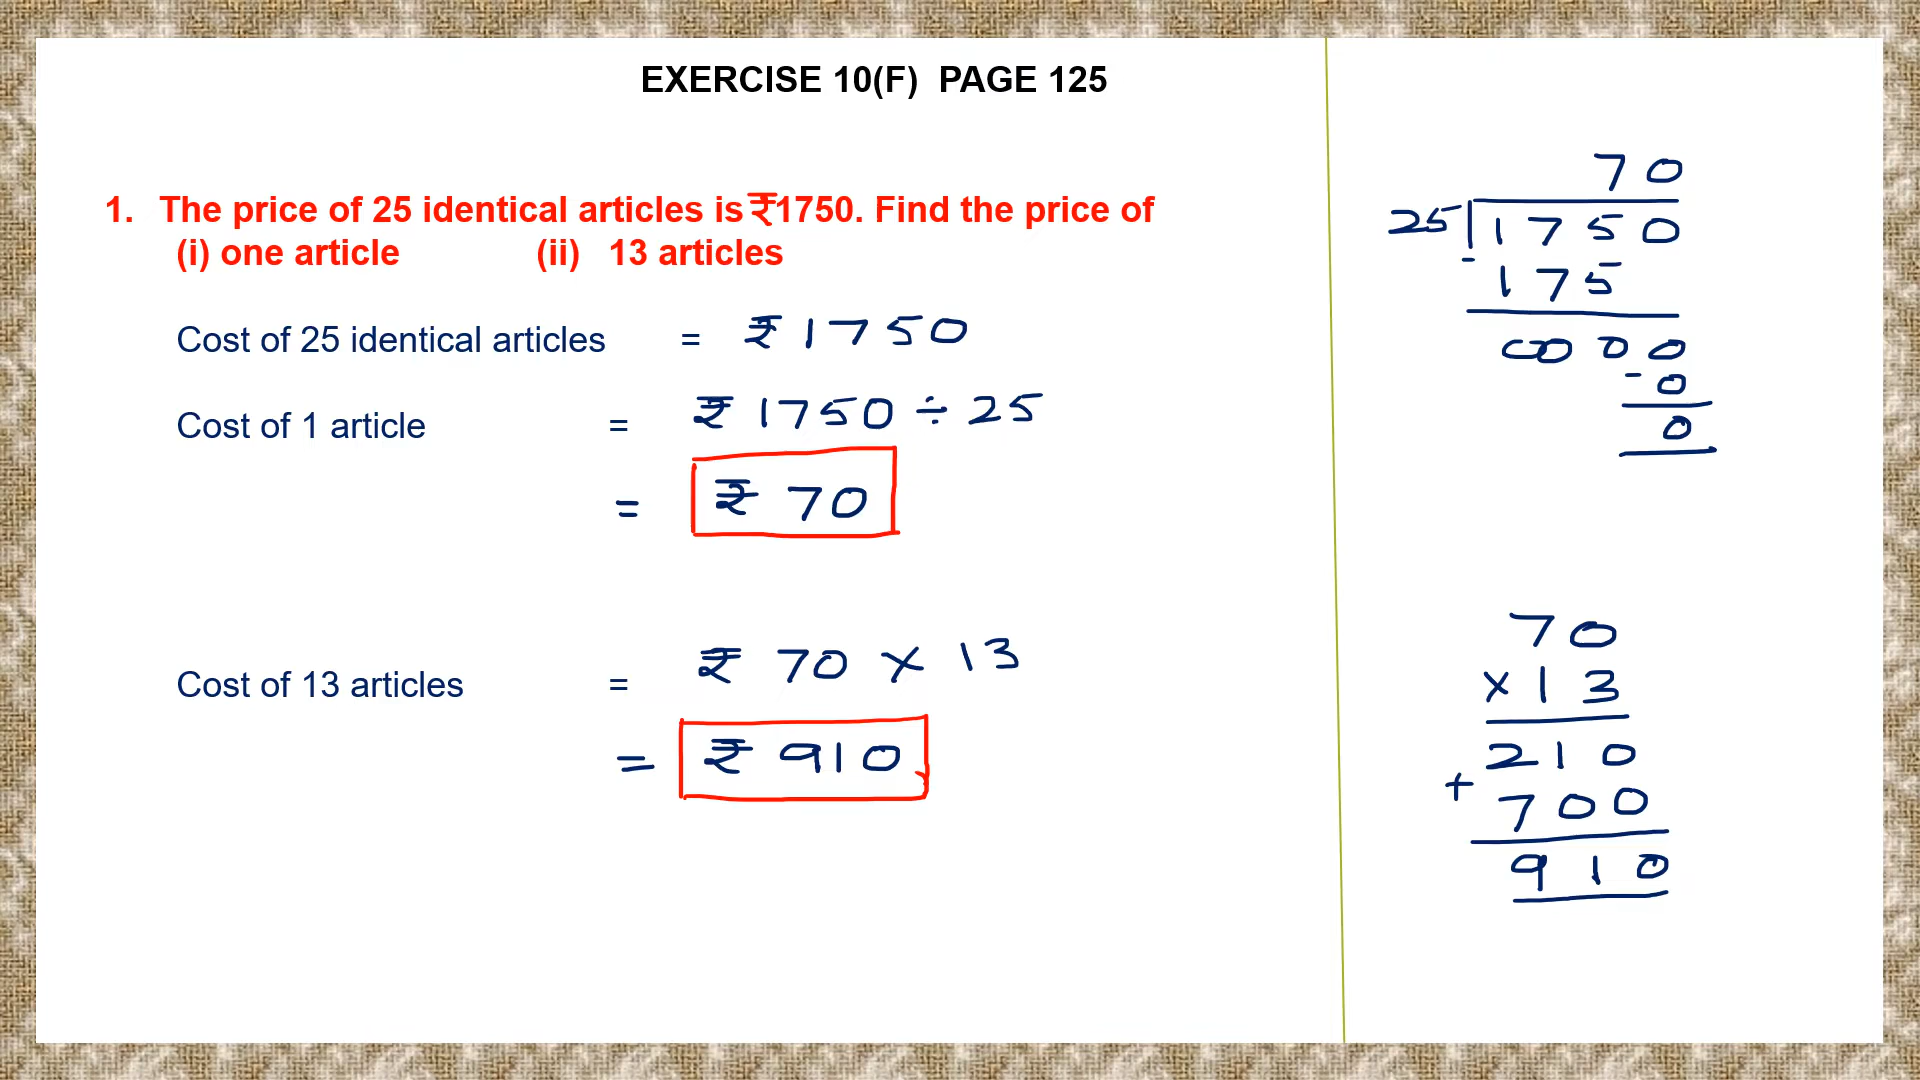 EXERCISE 10(F) PAGE 125
1. The price of 25 identical articles is ₹1750. Find the price of
(i) one article (ii) 13 articles
Cost of 25 identical articles = ₹ 1750
Cost of 1 article = ₹ 1750 ÷ 25
= ₹ 70
Cost of 13 articles = ₹ 70 × 13
= ₹ 910
70
25 1750
- 175
0000
- 0
0
70
× 13
210
+ 700
910